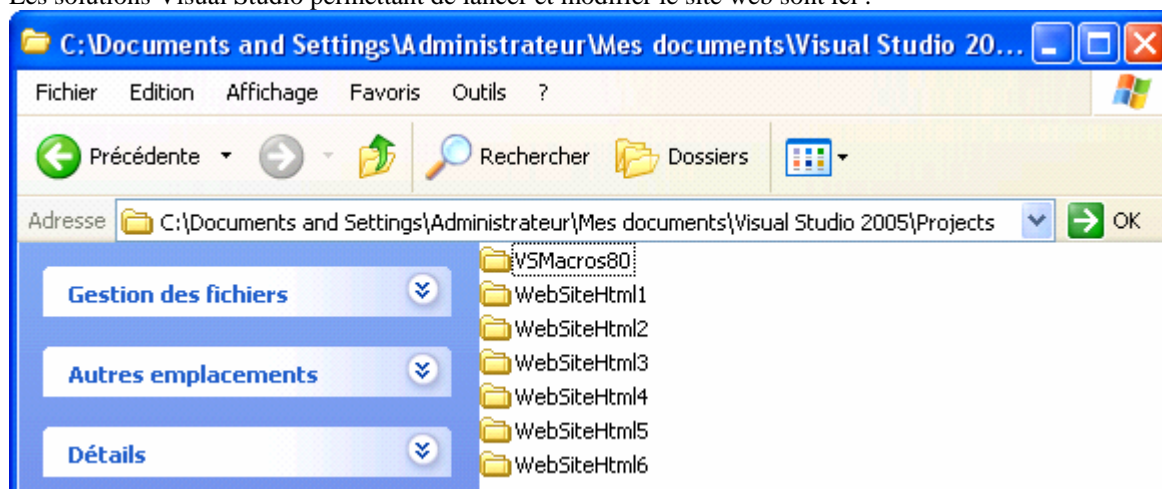 Les solutions Visual Studio permettant de lancer et modifier le site web sont ici :
C:\Documents and Settings\Administrateur\Mes documents\Visual Studio 20...
Fichier Edition Affichage Favoris Outils ?
Précédente Rechercher Dossiers
Adresse C:\Documents and Settings\Administrateur\Mes documents\Visual Studio 2005\Projects OK
Gestion des fichiers
Autres emplacements
Détails
VSMacros80
WebSiteHtml1
WebSiteHtml2
WebSiteHtml3
WebSiteHtml4
WebSiteHtml5
WebSiteHtml6